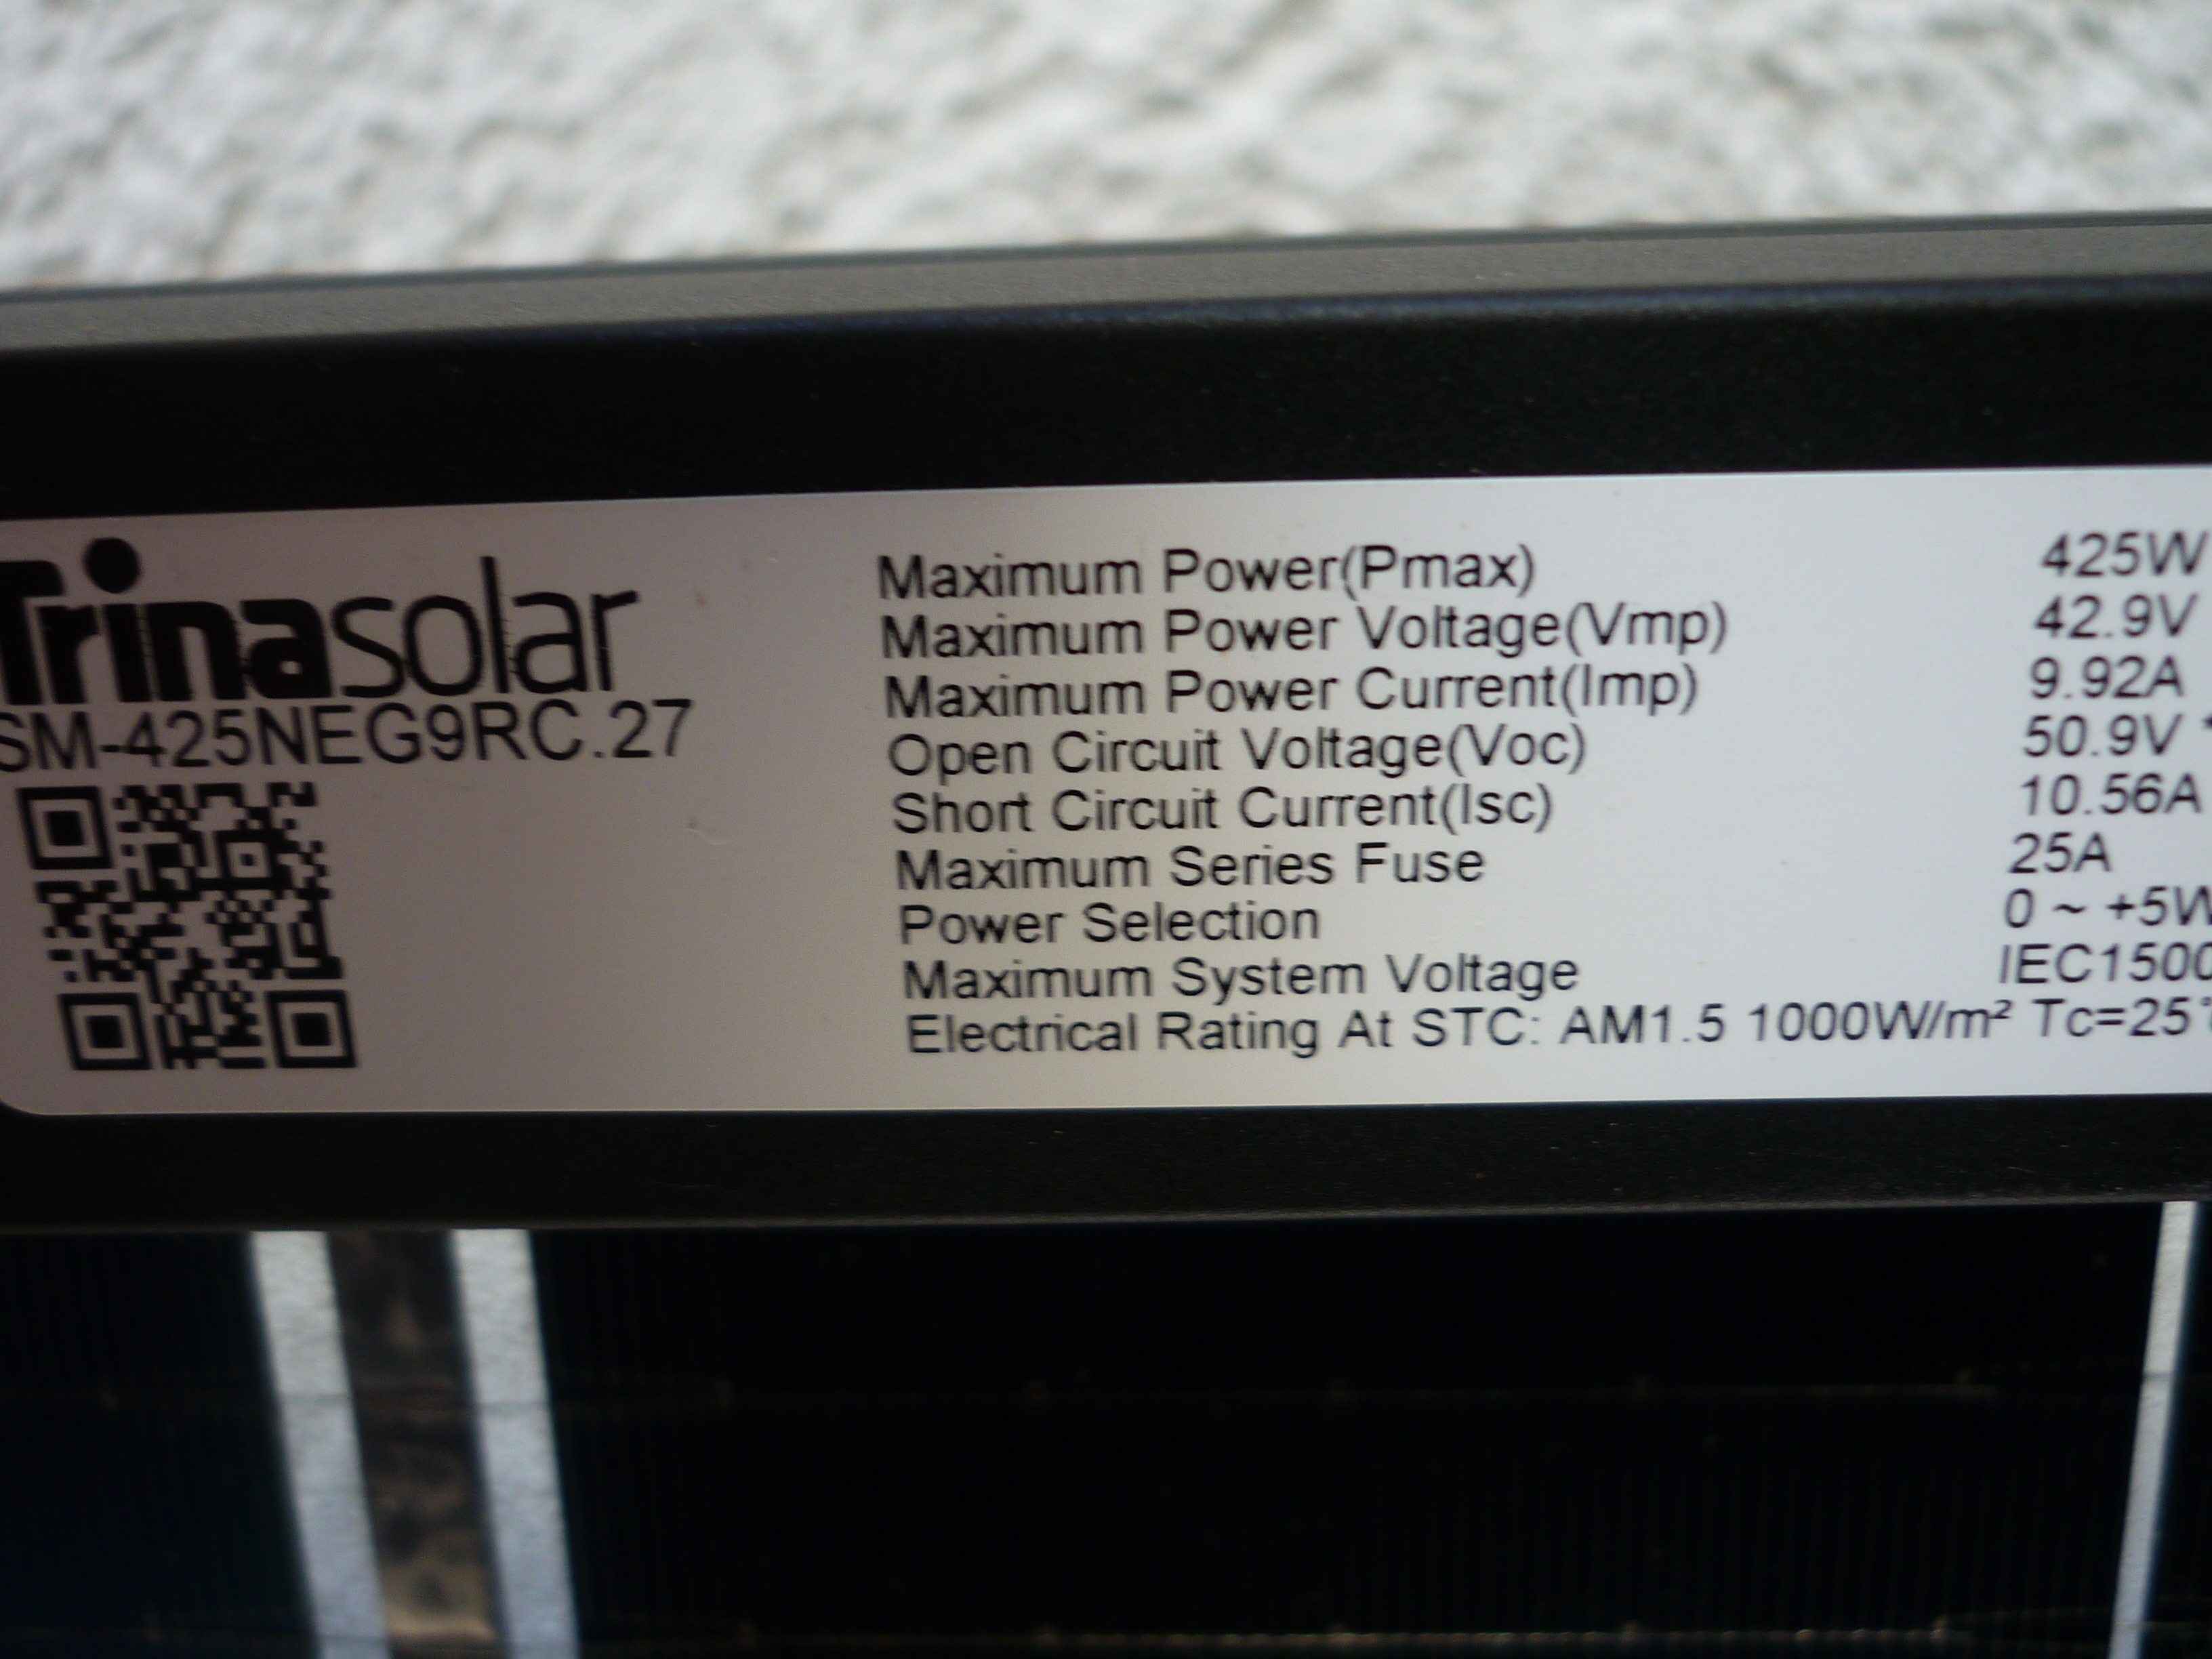 Trinasolar
SM-425NEG9RC.27
Maximum Power(Pmax) 425W
Maximum Power Voltage(Vmp) 42.9V
Maximum Power Current(Imp) 9.92A
Open Circuit Voltage(Voc) 50.9V
Short Circuit Current(Isc) 10.56A
Maximum Series Fuse 25A
Power Selection 0 ~ +5W
Maximum System Voltage IEC1500
Electrical Rating At STC: AM1.5 1000W/m² Tc=25°